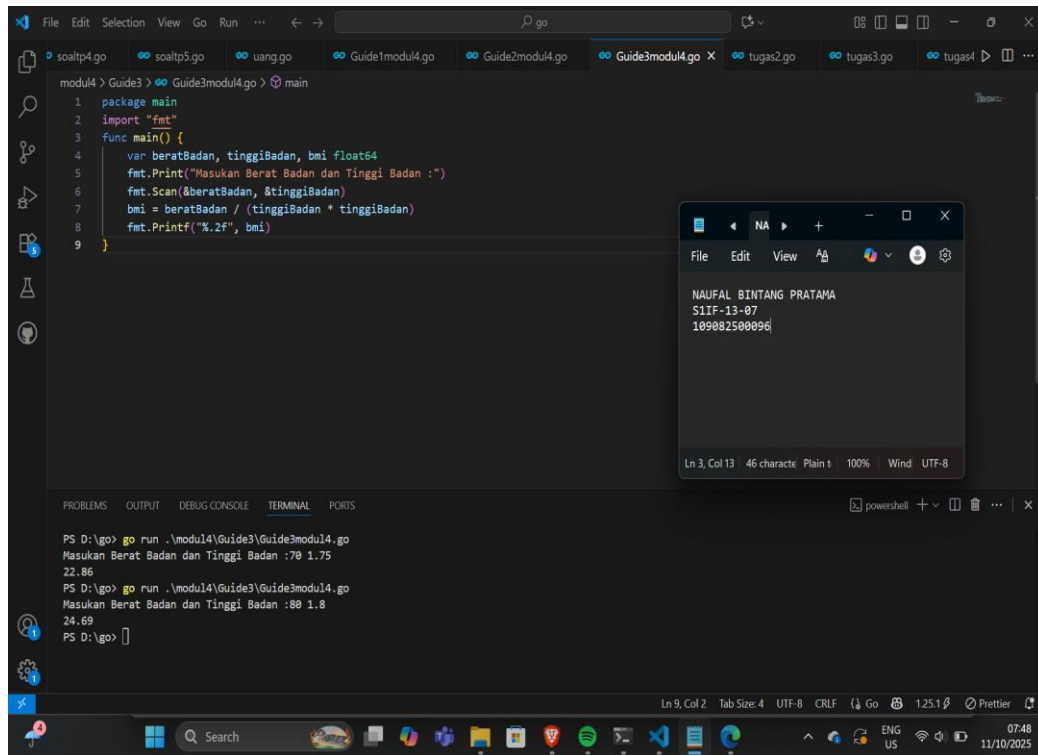 File Edit Selection View Go Run ··· ← → go
soaltp4.go soaltp5.go uang.go Guide1modul4.go Guide2modul4.go Guide3modul4.go X tugas2.go tugas3.go tugas4
modul4 > Guide3 > Guide3modul4.go > main
1 package main
2 import "fmt"
3 func main() {
4 var beratBadan, tinggiBadan, bmi float64
5 fmt.Print("Masukan Berat Badan dan Tinggi Badan :")
6 fmt.Scan(&beratBadan, &tinggiBadan)
7 bmi = beratBadan / (tinggiBadan * tinggiBadan)
8 fmt.Printf("%.2f", bmi)
9 }
NA
File Edit View
NAUFAL BINTANG PRATAMA
S1IF-13-07
109082500096
Ln 3, Col 13 46 characte Plain t 100% Wind UTF-8
PROBLEMS OUTPUT DEBUG CONSOLE TERMINAL PORTS powershell
PS D:\go> go run .\modul4\Guide3\Guide3modul4.go
Masukan Berat Badan dan Tinggi Badan :70 1.75
22.86
PS D:\go> go run .\modul4\Guide3\Guide3modul4.go
Masukan Berat Badan dan Tinggi Badan :80 1.8
24.69
PS D:\go>
Ln 9, Col 2 Tab Size: 4 UTF-8 CRLF Go 1.25.1 Prettier
4 Search ENG US 07:48
11/10/2025